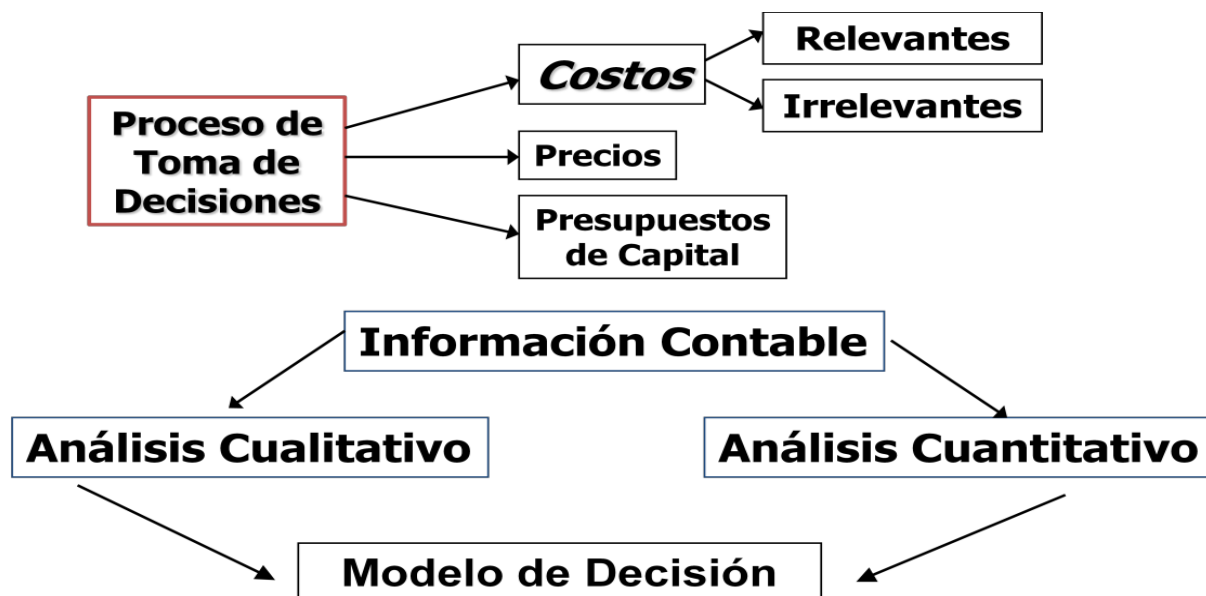 Relevantes
Costos
Irrelevantes
Proceso de
Toma de
Decisiones
Precios
Presupuestos
de Capital
Información Contable
Análisis Cualitativo
Análisis Cuantitativo
Modelo de Decisión